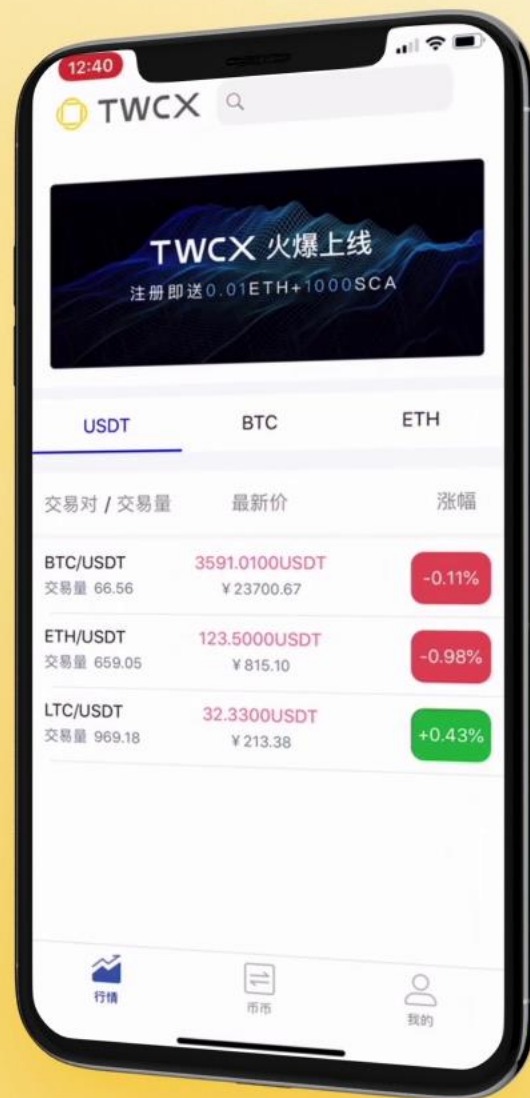 12:40
TWCX
TWCX 火爆上线
注册即送0.01ETH+1000SCA
USDT BTC ETH
交易对 / 交易量 最新价 涨幅
BTC/USDT 3591.0100USDT -0.11%
交易量 66.56 ¥23700.67
ETH/USDT 123.5000USDT -0.98%
交易量 659.05 ¥815.10
LTC/USDT 32.3300USDT +0.43%
交易量 969.18 ¥213.38
行情 币币 我的